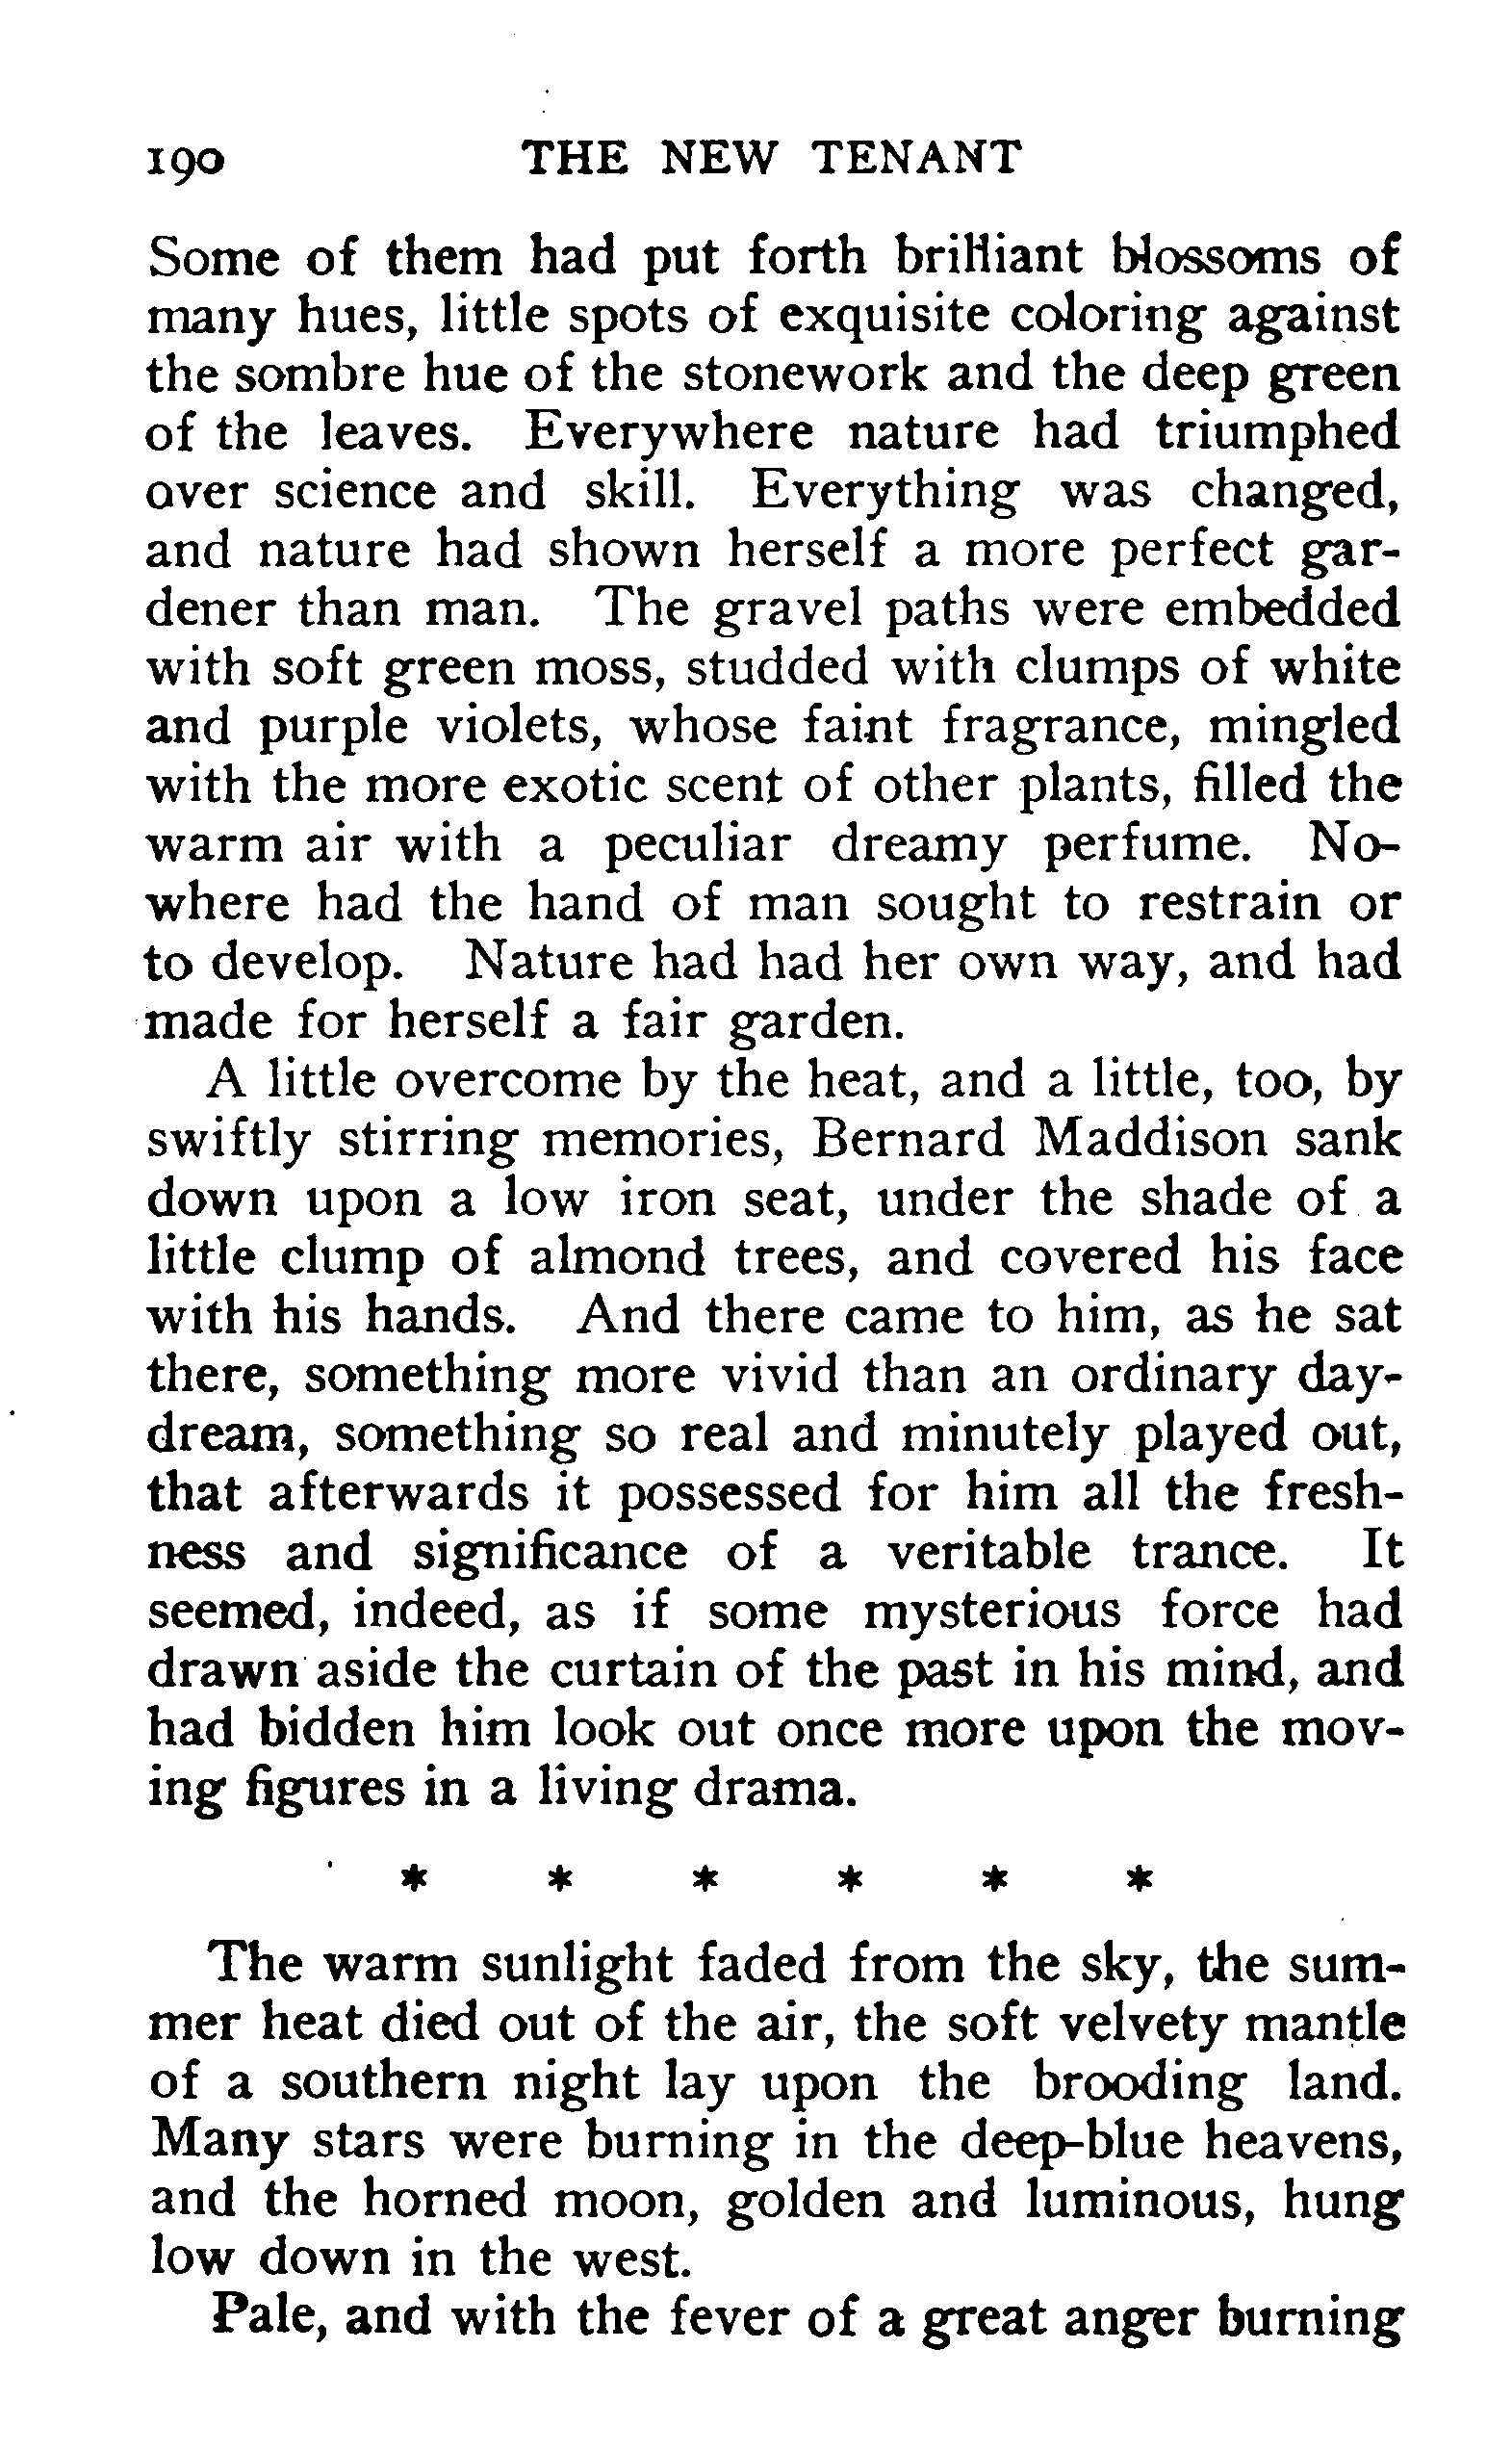 190 THE NEW TENANT
Some of them had put forth brilliant blossoms of
many hues, little spots of exquisite coloring against
the sombre hue of the stonework and the deep green
of the leaves. Everywhere nature had triumphed
over science and skill. Everything was changed,
and nature had shown herself a more perfect gar-
dener than man. The gravel paths were embedded
with soft green moss, studded with clumps of white
and purple violets, whose faint fragrance, mingled
with the more exotic scent of other plants, filled the
warm air with a peculiar dreamy perfume. No-
where had the hand of man sought to restrain or
to develop. Nature had had her own way, and had
made for herself a fair garden.
A little overcome by the heat, and a little, too, by
swiftly stirring memories, Bernard Maddison sank
down upon a low iron seat, under the shade of a
little clump of almond trees, and covered his face
with his hands. And there came to him, as he sat
there, something more vivid than an ordinary day-
dream, something so real and minutely played out,
that afterwards it possessed for him all the fresh-
ness and significance of a veritable trance. It
seemed, indeed, as if some mysterious force had
drawn aside the curtain of the past in his mind, and
had bidden him look out once more upon the mov-
ing figures in a living drama.
* * * * * *
The warm sunlight faded from the sky, the sum-
mer heat died out of the air, the soft velvety mantle
of a southern night lay upon the brooding land.
Many stars were burning in the deep-blue heavens,
and the horned moon, golden and luminous, hung
low down in the west.
Pale, and with the fever of a great anger burning